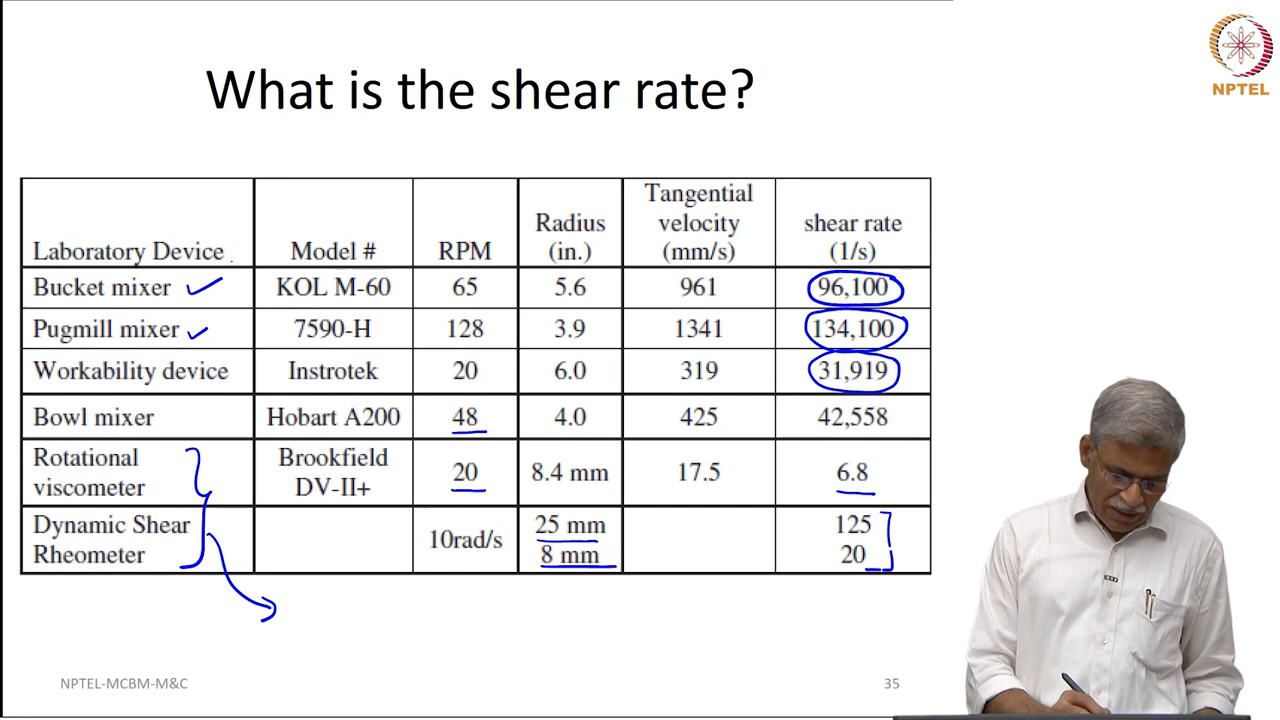 What is the shear rate?
NPTEL
Laboratory Device Model # RPM Radius (in.) Tangential velocity (mm/s) shear rate (1/s)
Bucket mixer KOL M-60 65 5.6 961 96,100
Pugmill mixer 7590-H 128 3.9 1341 134,100
Workability device Instrotek 20 6.0 319 31,919
Bowl mixer Hobart A200 48 4.0 425 42,558
Rotational viscometer Brookfield DV-II+ 20 8.4 mm 17.5 6.8
Dynamic Shear Rheometer 10rad/s 25 mm 8 mm 125 20
NPTEL-MCBM-M&C
35